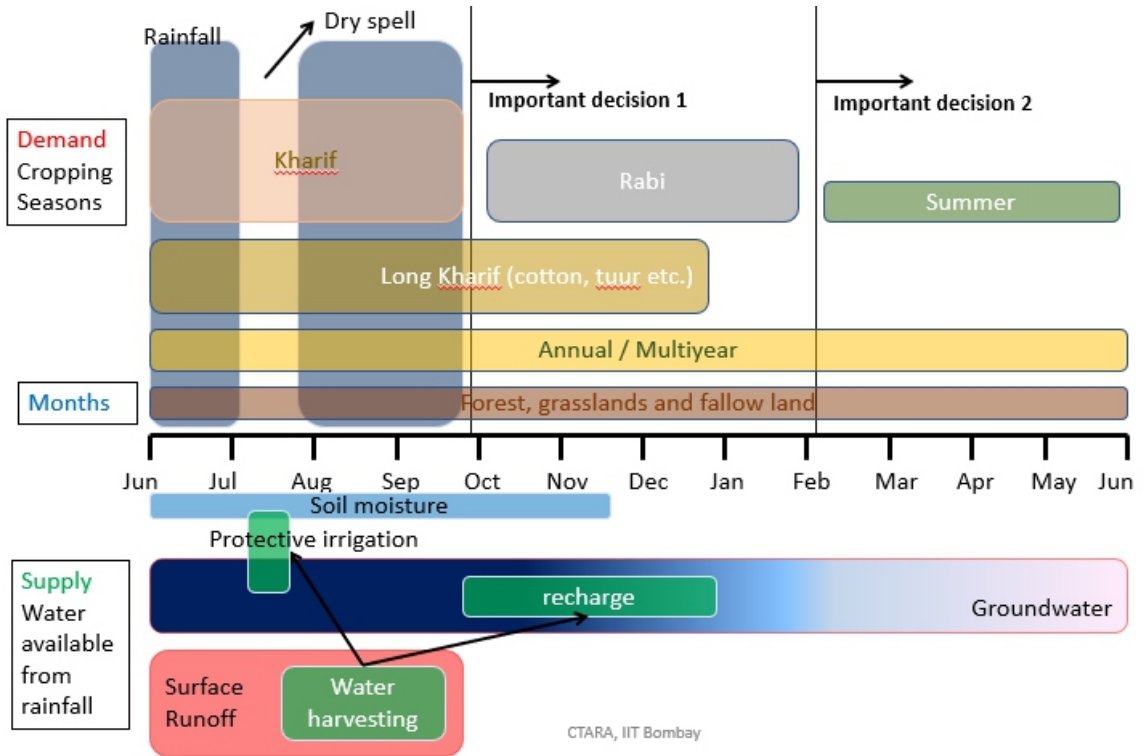 Rainfall
Dry spell
Important decision 1
Important decision 2
Demand
Cropping
Seasons
Kharif
Rabi
Summer
Long Kharif (cotton, tuur etc.)
Annual / Multiyear
Months
Forest, grasslands and fallow land
Jun Jul Aug Sep Oct Nov Dec Jan Feb Mar Apr May Jun
Soil moisture
Protective irrigation
Supply
Water
available
from
rainfall
recharge
Groundwater
Surface
Runoff
Water
harvesting
CTARA, IIT Bombay